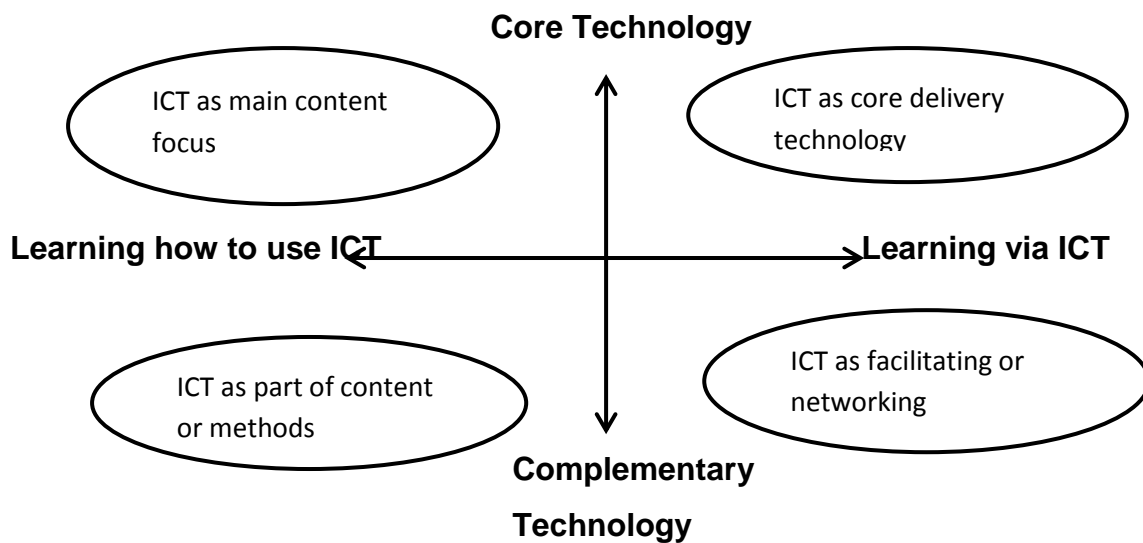 Core Technology
ICT as main content
focus
ICT as core delivery
technology
Learning how to use ICT
Learning via ICT
ICT as part of content
or methods
ICT as facilitating or
networking
Complementary
Technology